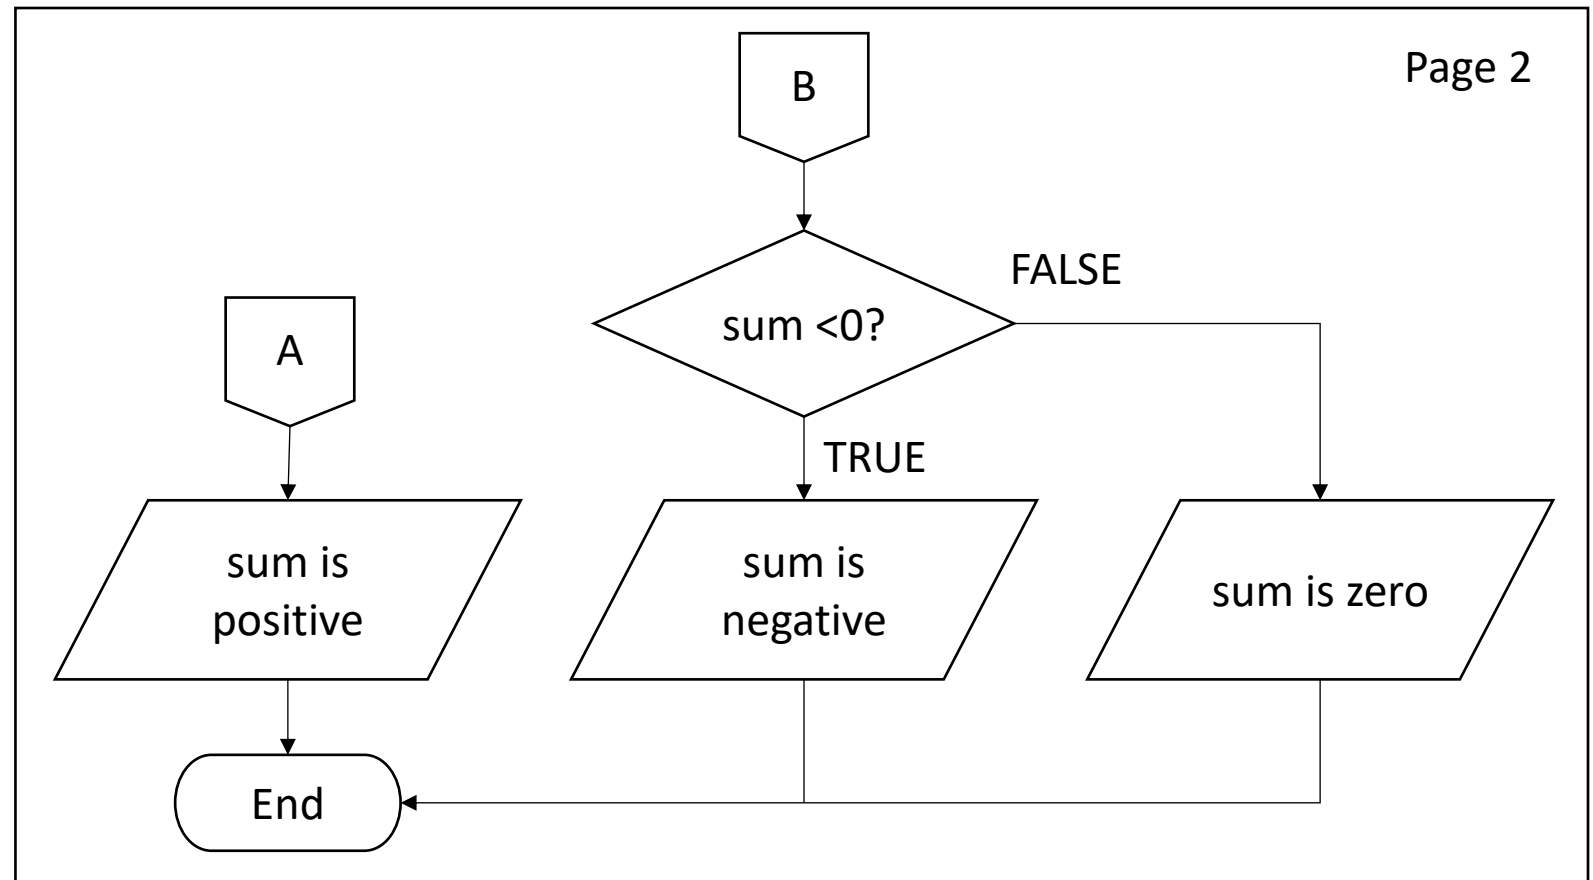 Page 2
B
sum <0?
FALSE
TRUE
A
sum is
positive
sum is
negative
sum is zero
End